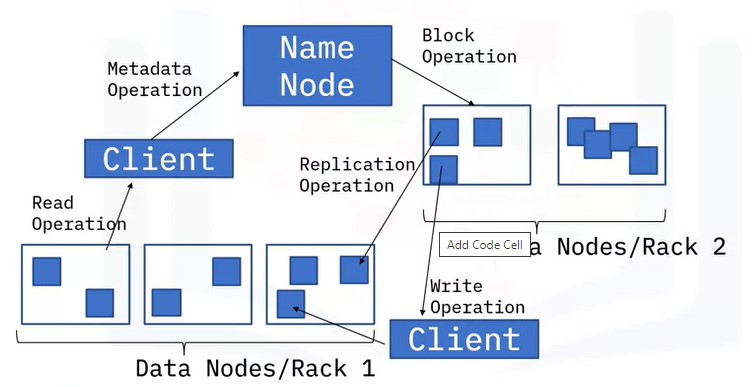 Name
Node
Block
Operation
Metadata
Operation
Client
Replication
Operation
Read
Operation
Add Code Cell
a Nodes/Rack 2
Write
Operation
Client
Data Nodes/Rack 1